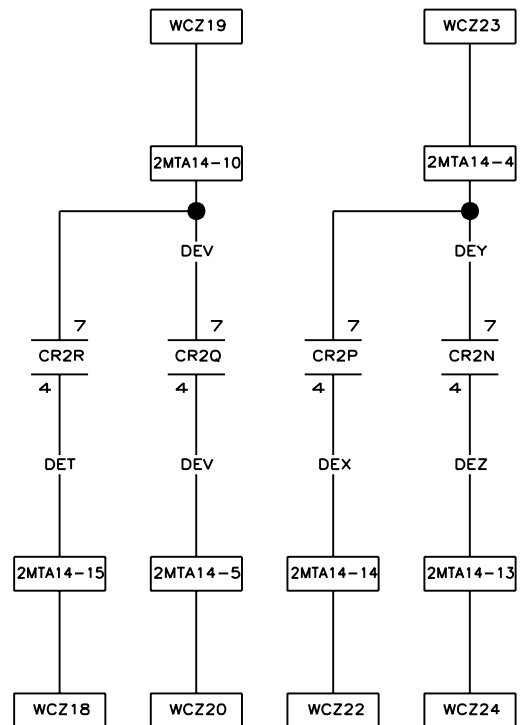 WCZ19 WCZ23
2MTA14-10 2MTA14-4
DEV DEY
7 7 7 7
CR2R CR2Q CR2P CR2N
4 4 4 4
DET DEV DEX DEZ
2MTA14-15 2MTA14-5 2MTA14-14 2MTA14-13
WCZ18 WCZ20 WCZ22 WCZ24